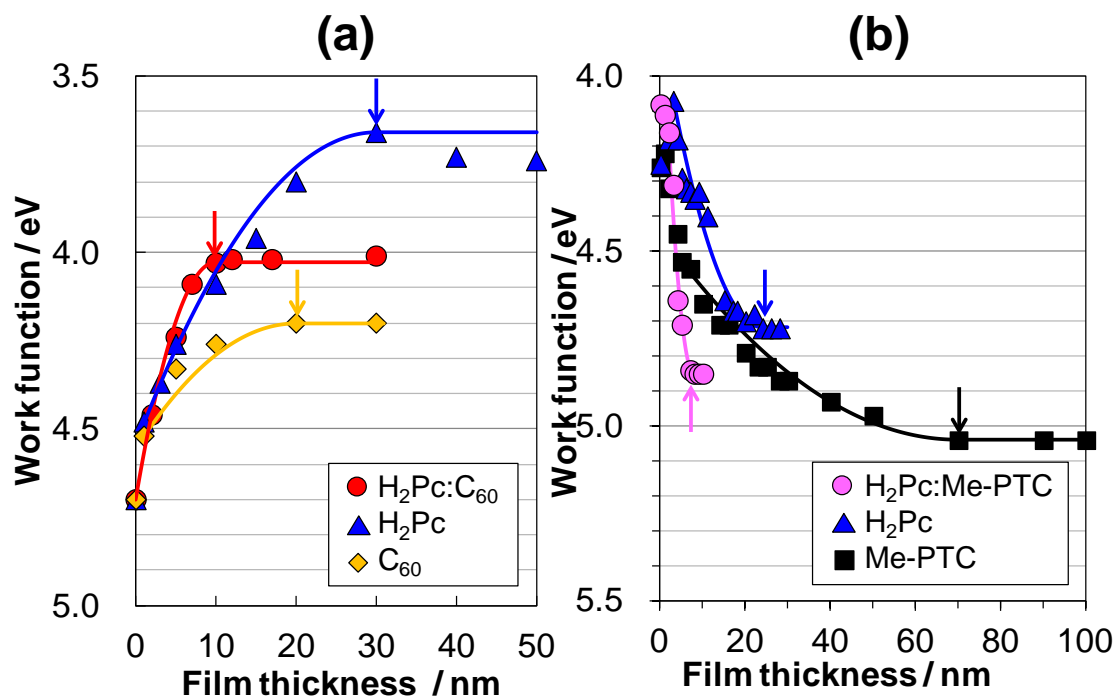 (a)
3.5
4.0
4.5
5.0
Work function / eV
H₂Pc:C₆₀
H₂Pc
C₆₀
0 10 20 30 40 50
Film thickness / nm
(b)
4.0
4.5
5.0
5.5
Work function / eV
H₂Pc:Me-PTC
H₂Pc
Me-PTC
0 20 40 60 80 100
Film thickness / nm